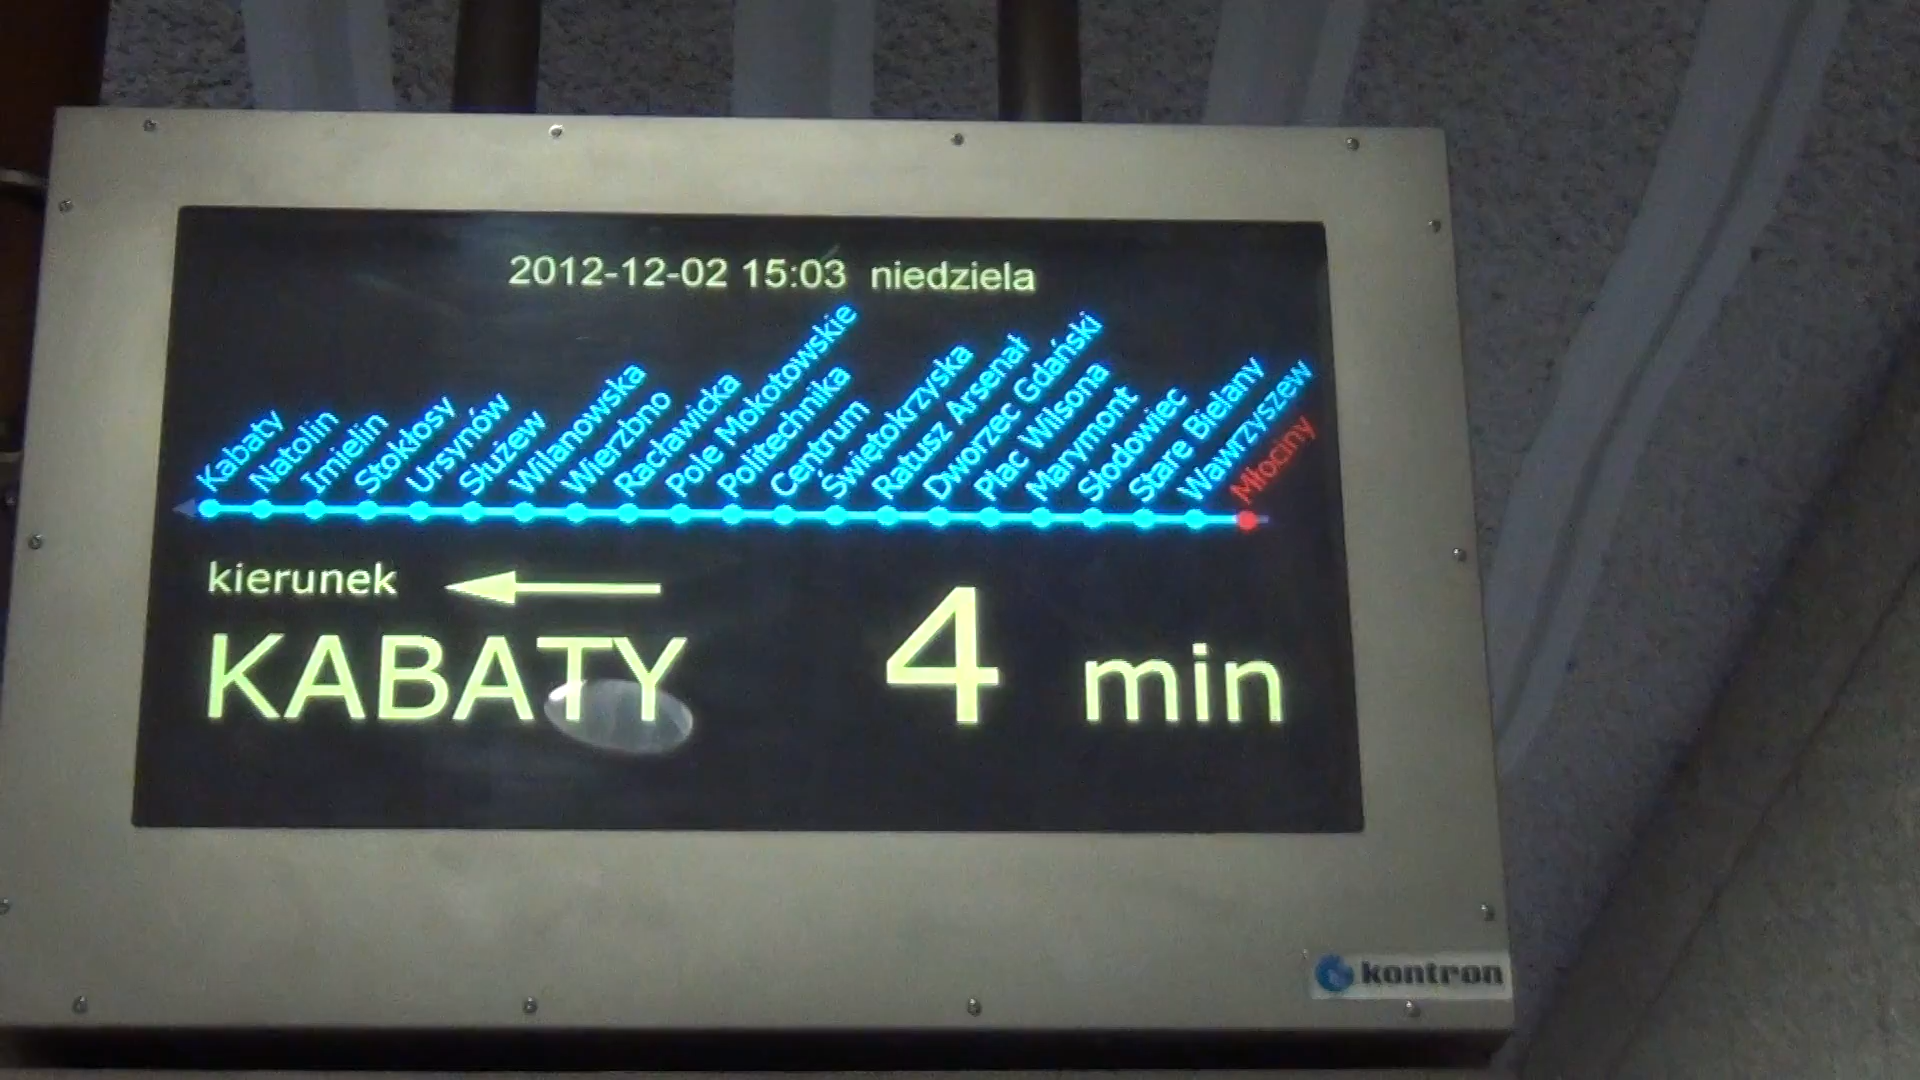 2012-12-02 15:03 niedziela
Kabaty
Natolin
Imielin
Stokłosy
Ursynów
Służew
Wilanowska
Wierzbno
Racławicka
Pole Mokotowskie
Politechnika
Centrum
Świętokrzyska
Ratusz Arsenał
Dworzec Gdański
Plac Wilsona
Marymont
Słodowiec
Stare Bielany
Wawrzyszew
Młociny
kierunek
KABATY 4 min
kontron